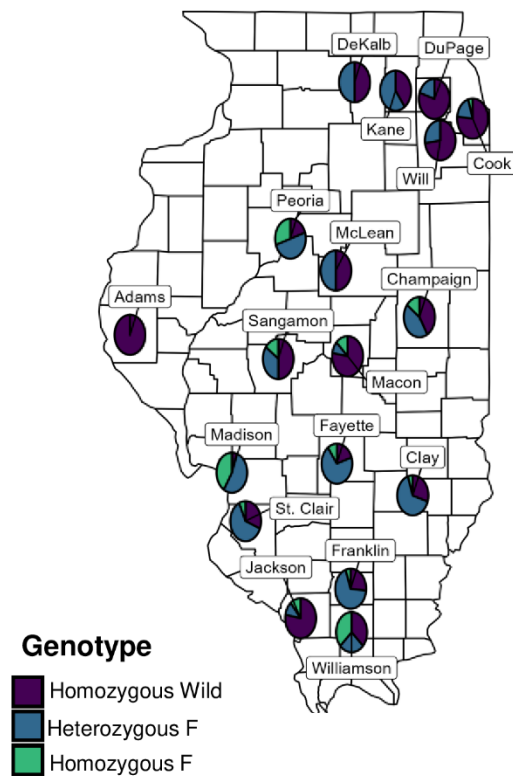 DeKalb
DuPage
Kane
Cook
Will
Peoria
McLean
Champaign
Adams
Sangamon
Macon
Madison
Fayette
Clay
St. Clair
Franklin
Jackson
Williamson
Genotype
Homozygous Wild
Heterozygous F
Homozygous F